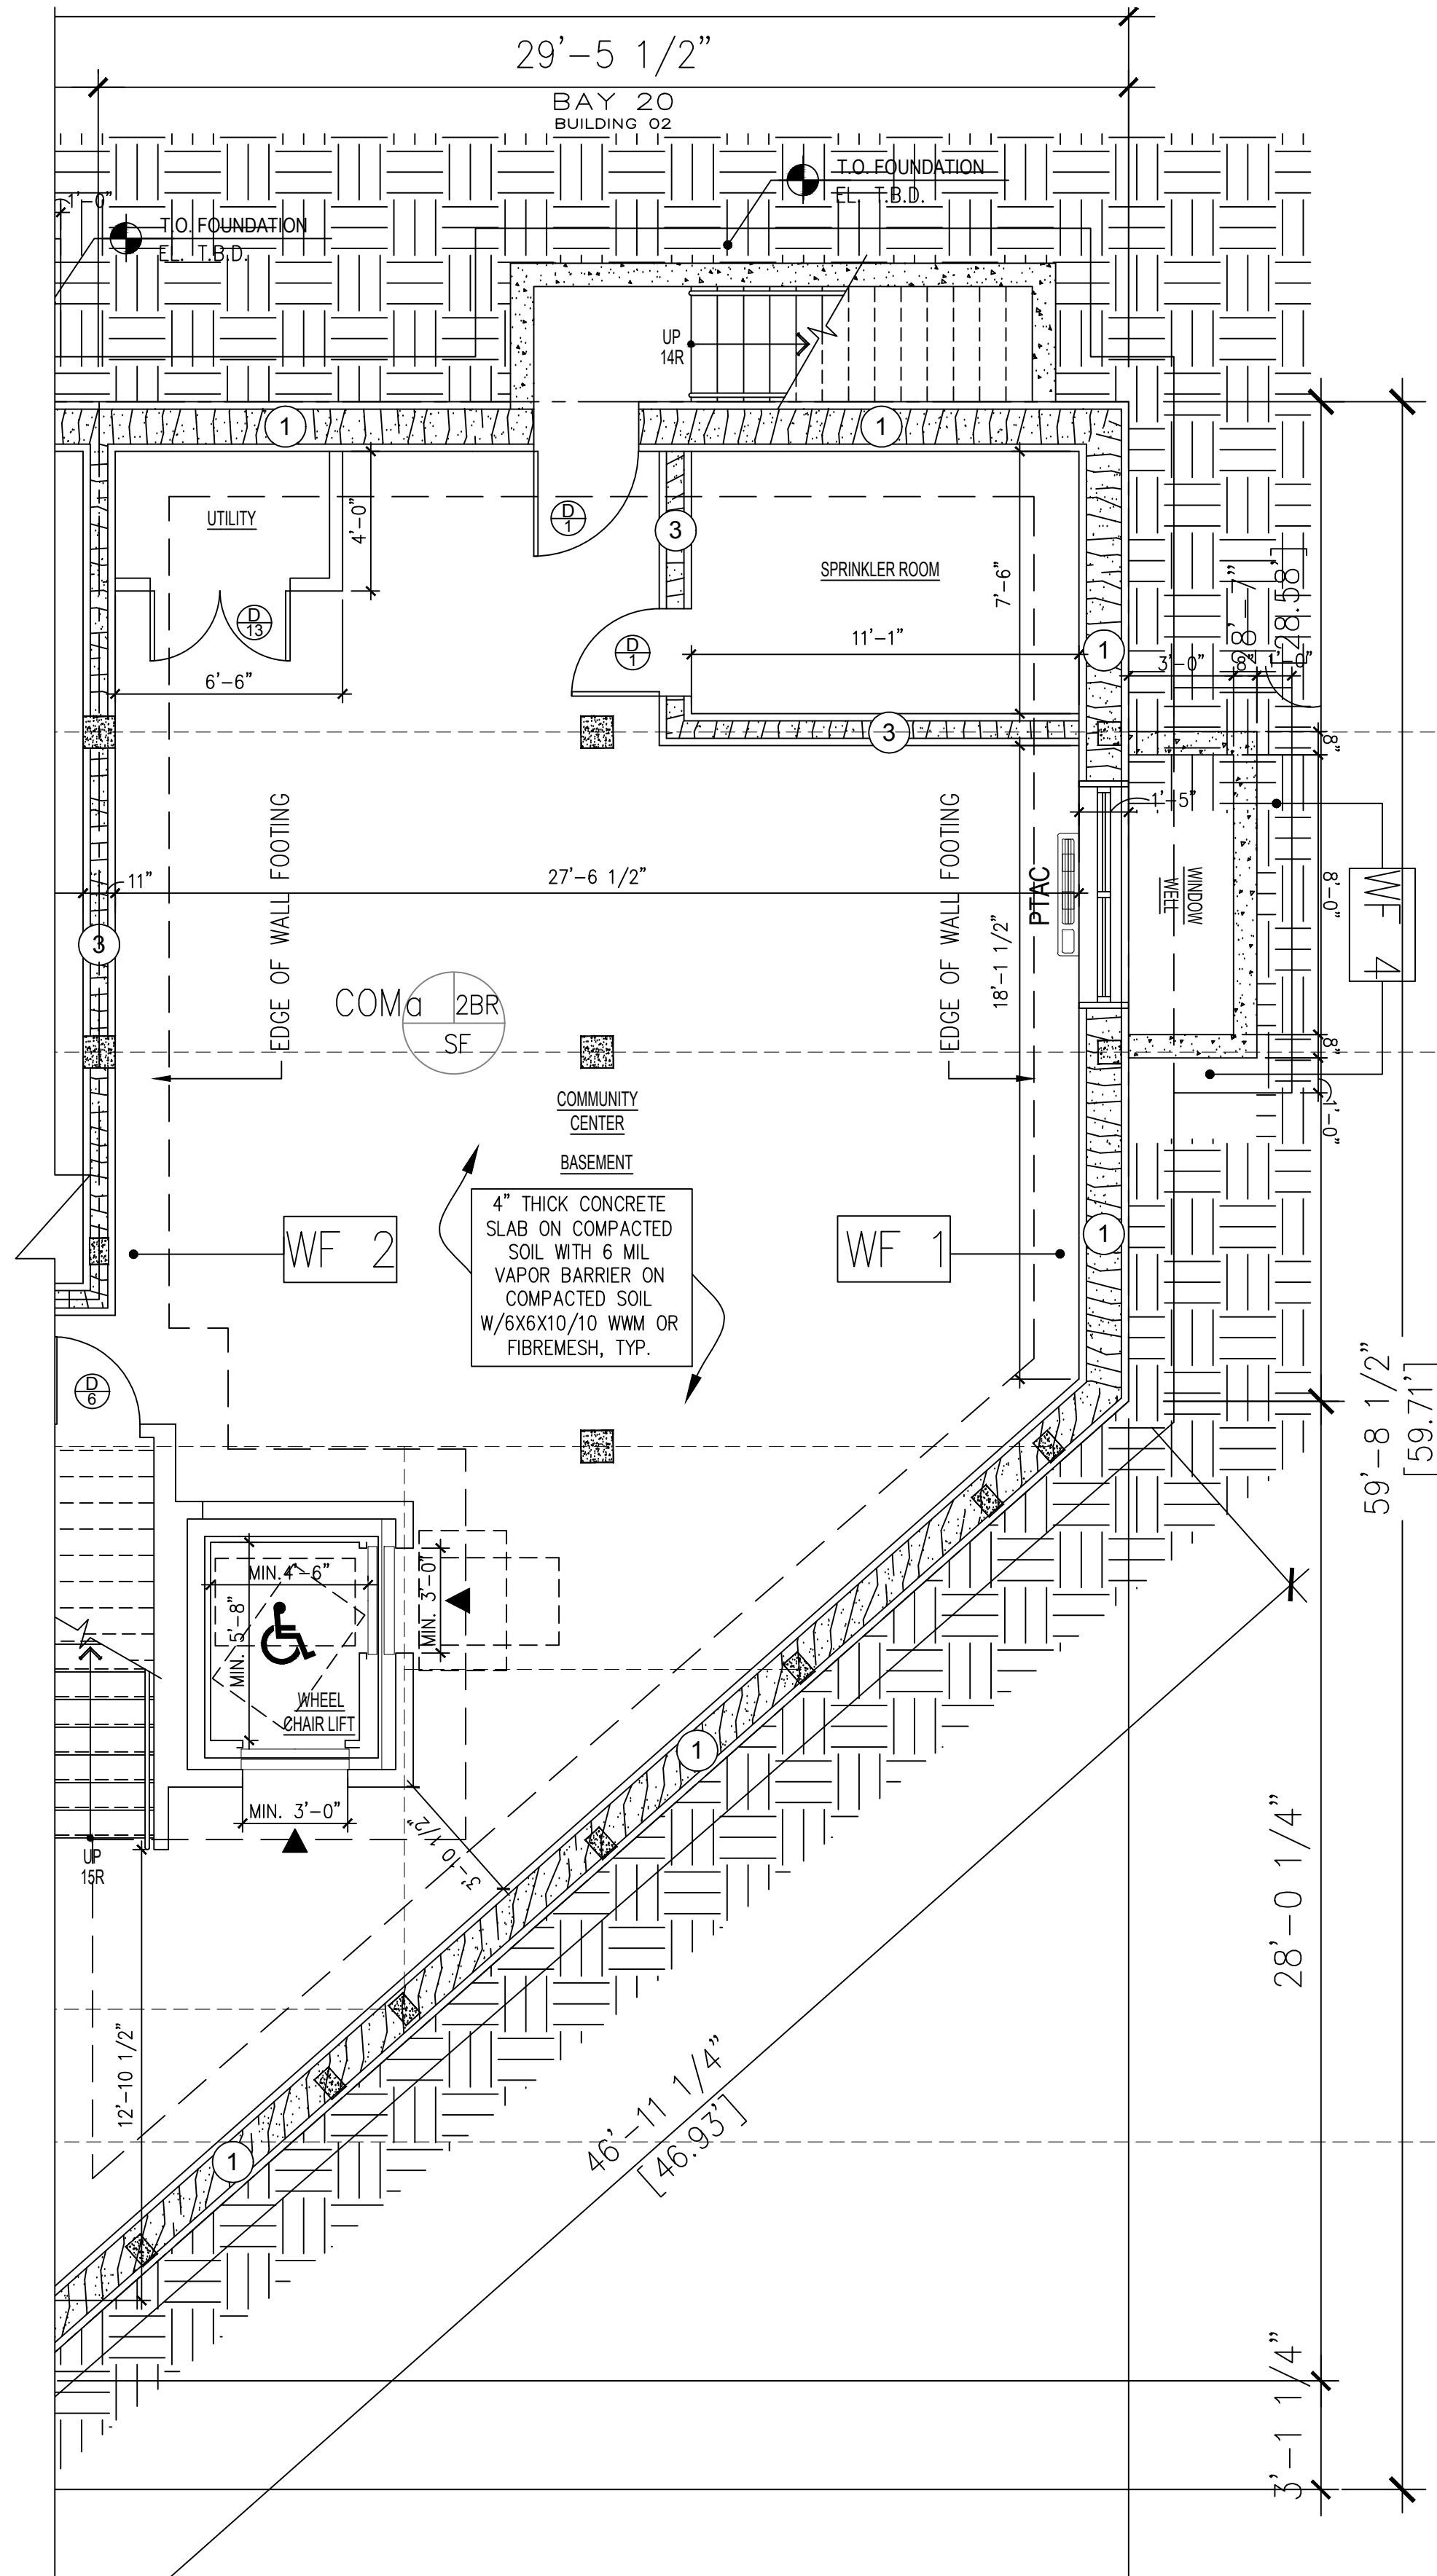 29'-5 1/2"
BAY 20
BUILDING 02
T.O. FOUNDATION
EL. T.B.D.
1'-0"
T.O. FOUNDATION
EL. T.B.D.
UP
14R
1
1
UTILITY
4'-0"
D
1
3
SPRINKLER ROOM
7'-6"
28'-7"
[28.58']
D
13
D
1
11'-1"
1
3'-0"
8"
1'-0"
6'-6"
3
8"
EDGE OF WALL FOOTING
EDGE OF WALL FOOTING
1'-5"
11"
27'-6 1/2"
PTAC
WINDOW
WELL
8'-0"
WF 4
3
18'-1 1/2"
COMa
2BR
SF
8"
1'-0"
COMMUNITY
CENTER
BASEMENT
4" THICK CONCRETE
SLAB ON COMPACTED
SOIL WITH 6 MIL
VAPOR BARRIER ON
COMPACTED SOIL
W/6X6X10/10 WWM OR
FIBREMESH, TYP.
WF 2
WF 1
1
D
6
59'-8 1/2"
[59.71']
MIN. 4'-6"
MIN. 5'-8"
MIN. 3'-0"
WHEEL
CHAIR LIFT
1
MIN. 3'-0"
3'-10 1/2"
UP
15R
28'-0 1/4"
12'-10 1/2"
46'-11 1/4"
[46.93']
1
3'-1 1/4"